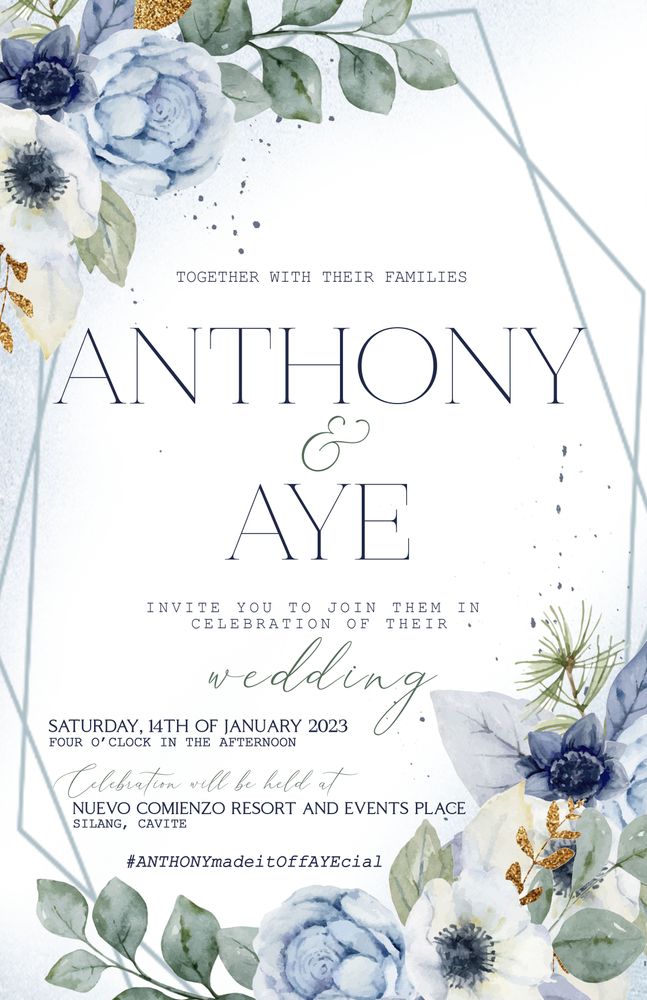 TOGETHER WITH THEIR FAMILIES
ANTHONY
&
AYE
INVITE YOU TO JOIN THEM IN
CELEBRATION OF THEIR
wedding
SATURDAY, 14TH OF JANUARY 2023
FOUR O'CLOCK IN THE AFTERNOON
Celebration will be held at
NUEVO COMIENZO RESORT AND EVENTS PLACE
SILANG, CAVITE
#ANTHONYmadeitOffAYEcial